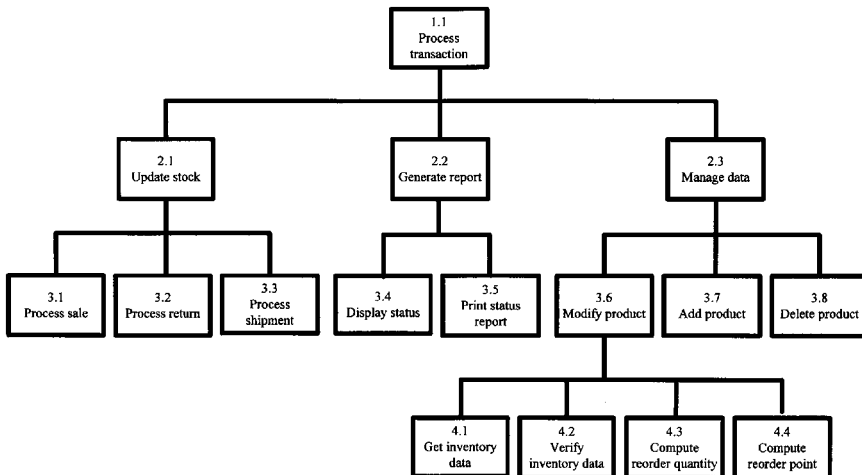 1.1
Process
transaction
2.1
Update stock
2.2
Generate report
2.3
Manage data
3.1
Process sale
3.2
Process return
3.3
Process
shipment
3.4
Display status
3.5
Print status
report
3.6
Modify product
3.7
Add product
3.8
Delete product
4.1
Get inventory
data
4.2
Verify
inventory data
4.3
Compute
reorder quantity
4.4
Compute
reorder point